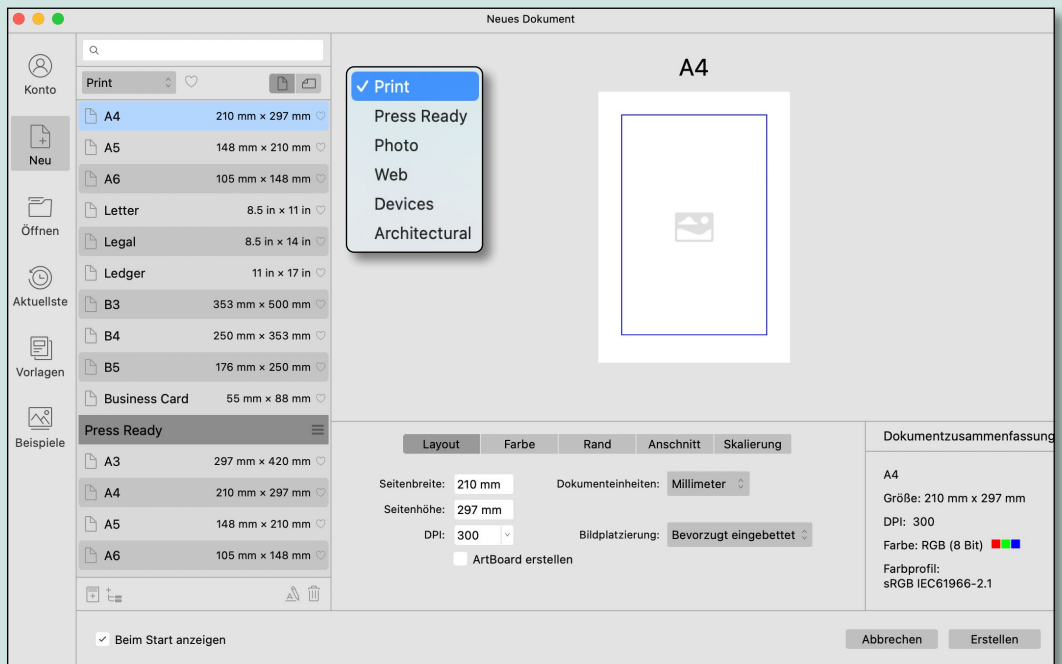 Neues Dokument
Konto
Neu
Öffnen
Aktuellste
Vorlagen
Beispiele
Print
A4 210 mm × 297 mm
A5 148 mm × 210 mm
A6 105 mm × 148 mm
Letter 8.5 in × 11 in
Legal 8.5 in × 14 in
Ledger 11 in × 17 in
B3 353 mm × 500 mm
B4 250 mm × 353 mm
B5 176 mm × 250 mm
Business Card 55 mm × 88 mm
Press Ready
A3 297 mm × 420 mm
A4 210 mm × 297 mm
A5 148 mm × 210 mm
A6 105 mm × 148 mm
Print
Press Ready
Photo
Web
Devices
Architectural
A4
Layout Farbe Rand Anschnitt Skalierung
Seitenbreite: 210 mm Dokumenteinheiten: Millimeter
Seitenhöhe: 297 mm
DPI: 300 Bildplatzierung: Bevorzugt eingebettet
ArtBoard erstellen
Dokumentzusammenfassung
A4
Größe: 210 mm x 297 mm
DPI: 300
Farbe: RGB (8 Bit)
Farbprofil:
sRGB IEC61966-2.1
Beim Start anzeigen
Abbrechen Erstellen